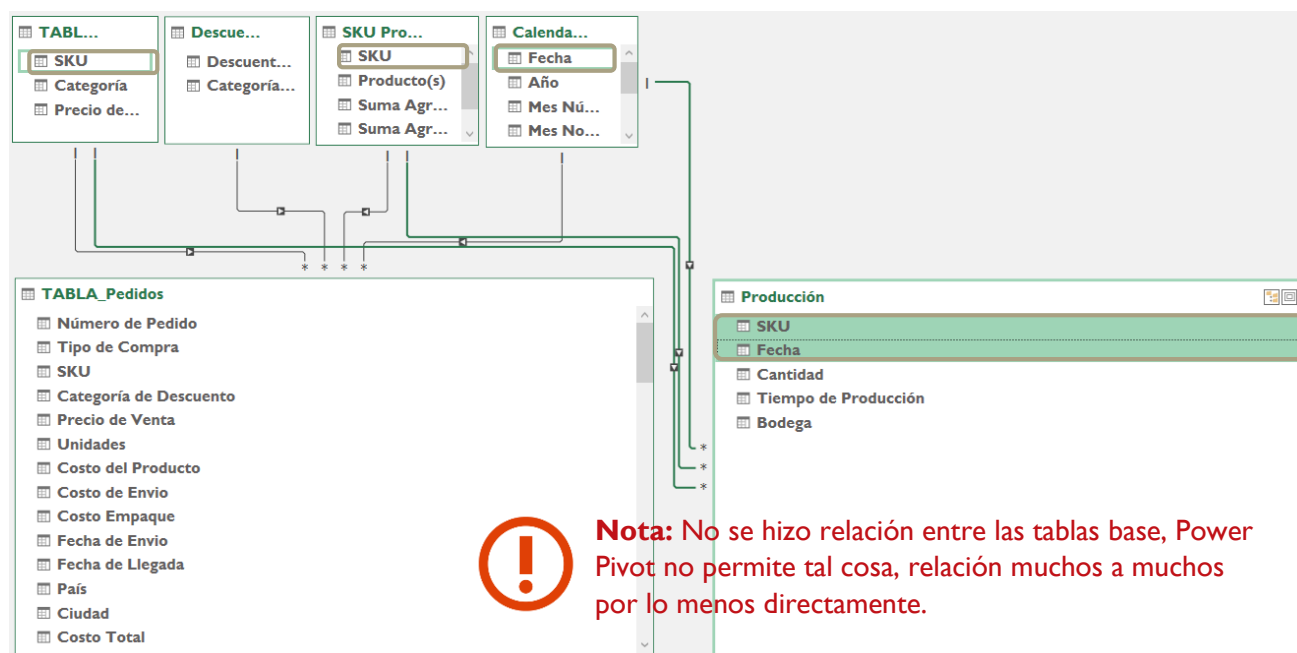 TABL...
SKU
Categoría
Precio de...
Descue...
Descuent...
Categoría...
SKU Pro...
SKU
Producto(s)
Suma Agr...
Suma Agr...
Calenda...
Fecha
Año
Mes Nú...
Mes No...
* * * *
TABLA_Pedidos
Número de Pedido
Tipo de Compra
SKU
Categoría de Descuento
Precio de Venta
Unidades
Costo del Producto
Costo de Envio
Costo Empaque
Fecha de Envio
Fecha de Llegada
País
Ciudad
Costo Total
Producción
SKU
Fecha
Cantidad
Tiempo de Producción
Bodega
*
*
*
Nota: No se hizo relación entre las tablas base, Power
Pivot no permite tal cosa, relación muchos a muchos
por lo menos directamente.